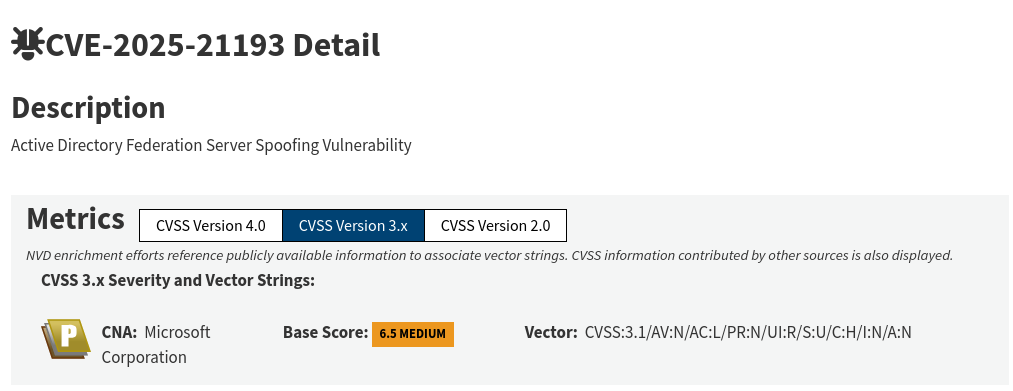 CVE-2025-21193 Detail
Description
Active Directory Federation Server Spoofing Vulnerability
Metrics
CVSS Version 4.0
CVSS Version 3.x
CVSS Version 2.0
NVD enrichment efforts reference publicly available information to associate vector strings. CVSS information contributed by other sources is also displayed.
CVSS 3.x Severity and Vector Strings:
P
CNA: Microsoft
Corporation
Base Score: 6.5 MEDIUM
Vector: CVSS:3.1/AV:N/AC:L/PR:N/UI:R/S:U/C:H/I:N/A:N